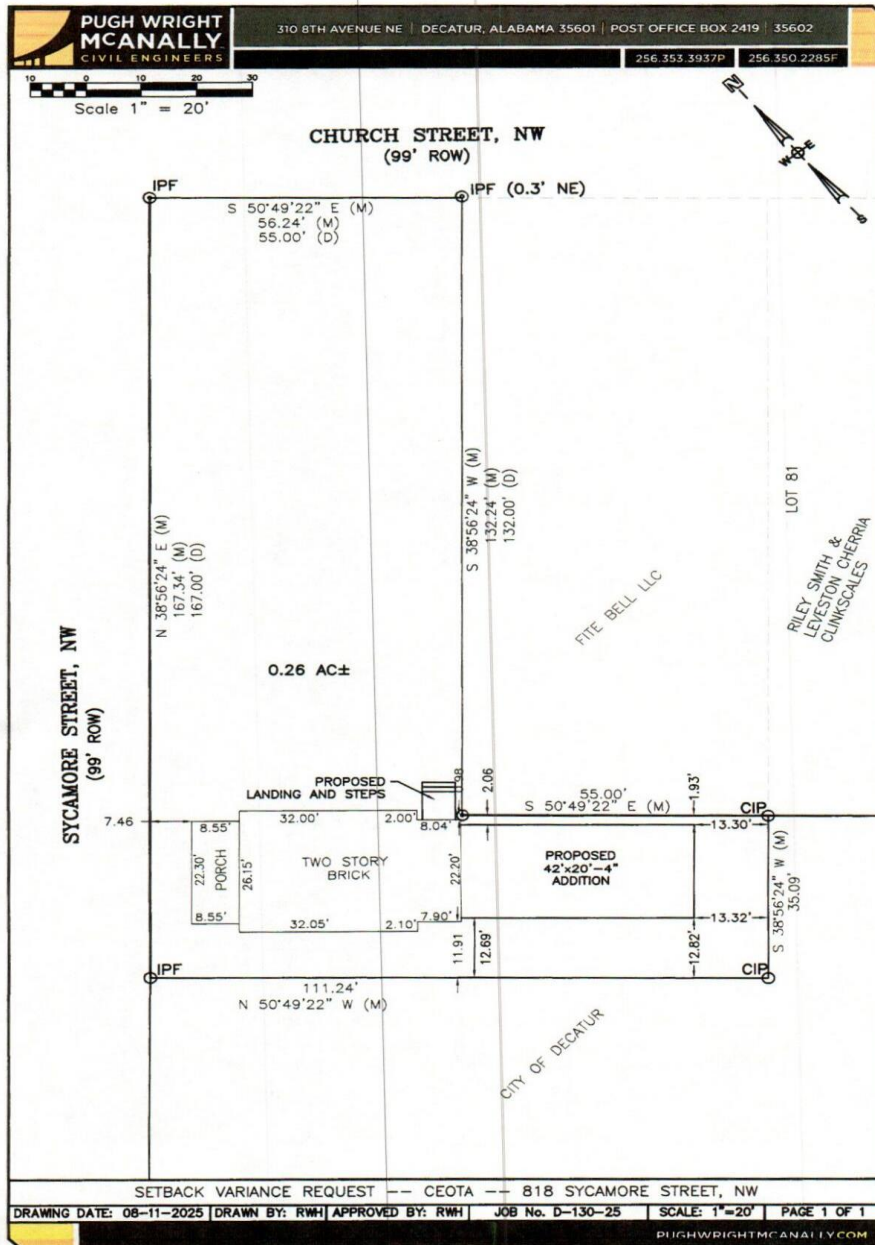 PUGH WRIGHT
MCANALLY
CIVIL ENGINEERS
310 8TH AVENUE NE | DECATUR, ALABAMA 35601 | POST OFFICE BOX 2419 | 35602
256.353.3937P | 256.350.2285F
10 0 10 20 30
Scale 1" = 20'
N
W E
S
CHURCH STREET, NW
(99' ROW)
IPF
IPF (0.3' NE)
S 50°49'22" E (M)
56.24' (M)
55.00' (D)
N 38°56'24" E (M)
167.34' (M)
167.00' (D)
S 38°56'24" W (M)
132.24' (M)
132.00' (D)
LOT 81
RILEY SMITH &
LEVESTON CHERRIA
CLINKSCALES
FITE BELL LLC
SYCAMORE STREET, NW
(99' ROW)
0.26 AC±
PROPOSED
LANDING AND STEPS
2.06
55.00'
S 50°49'22" E (M)
1.93'
CIP
7.46
8.55'
32.00'
2.00'
8.04'
13.30'
22.30'
PORCH
26.15'
TWO STORY
BRICK
22.20'
PROPOSED
42'x20'-4"
ADDITION
S 38°56'24" W (M)
35.09'
8.55'
32.05'
2.10'
7.90'
13.32'
11.91
12.69'
12.82'
IPF
CIP
111.24'
N 50°49'22" W (M)
CITY OF DECATUR
SETBACK VARIANCE REQUEST -- CEOTA -- 818 SYCAMORE STREET, NW
DRAWING DATE: 08-11-2025 | DRAWN BY: RWH | APPROVED BY: RWH | JOB No. D-130-25 | SCALE: 1"=20' | PAGE 1 OF 1
PUGHWRIGHTMCANALLY.COM